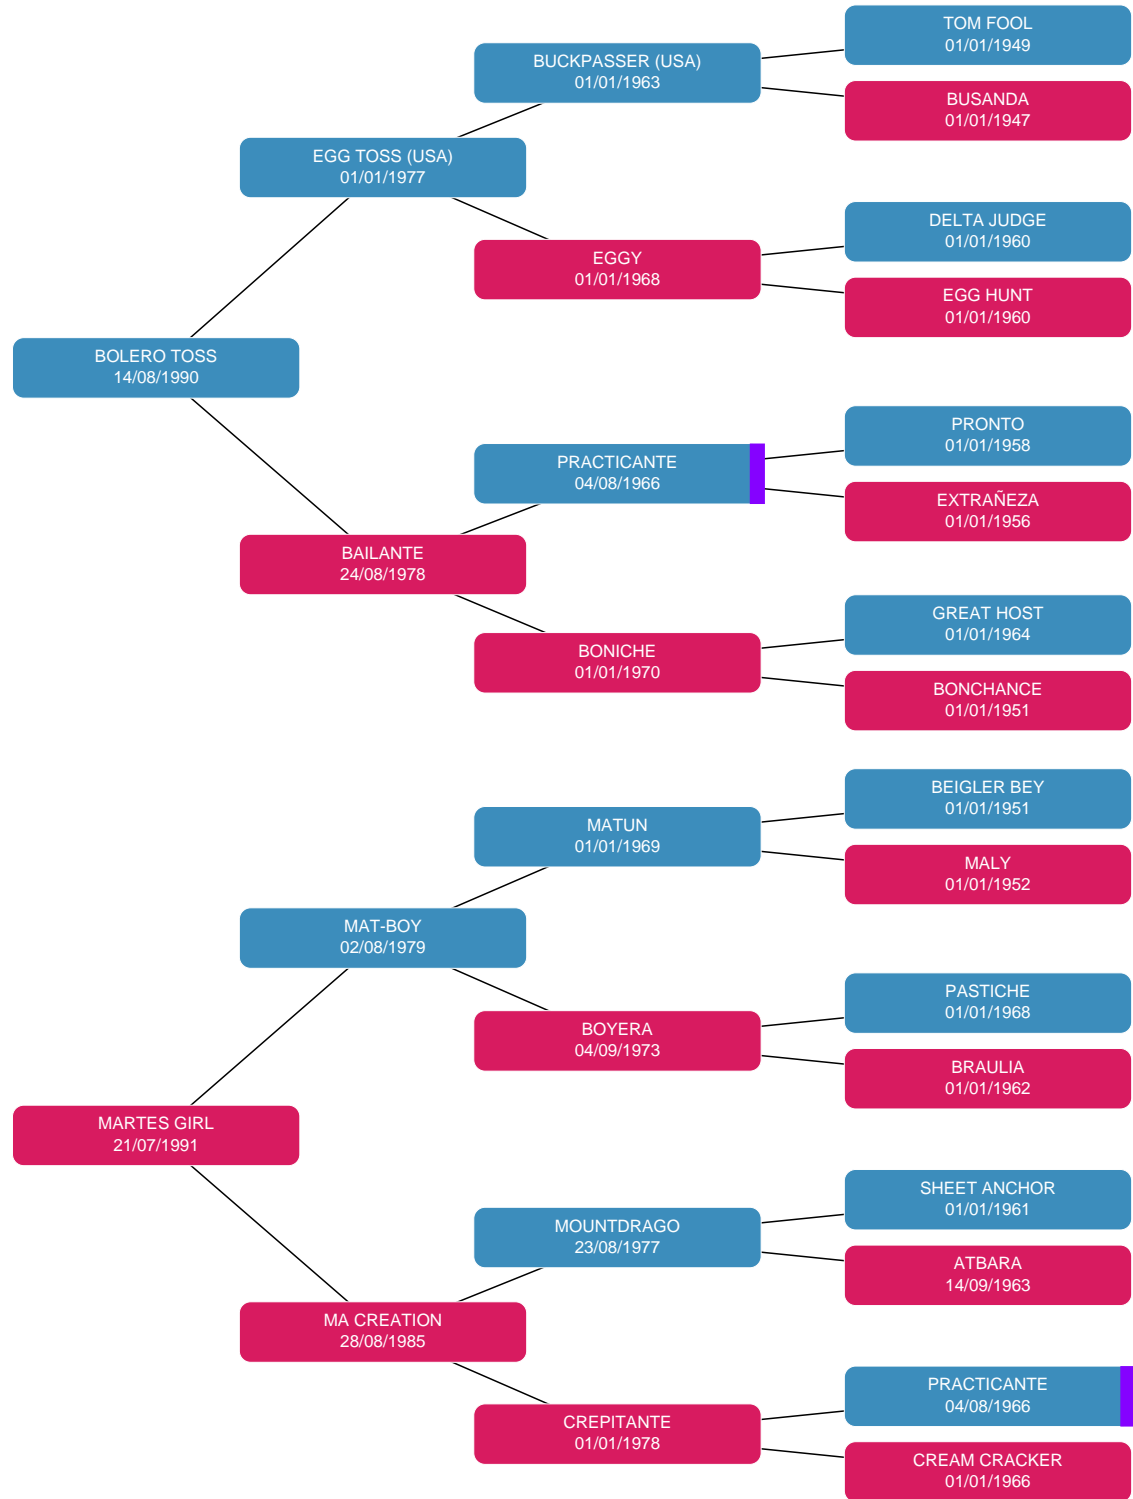 TOM FOOL
01/01/1949
BUCKPASSER (USA)
01/01/1963
BUSANDA
01/01/1947
EGG TOSS (USA)
01/01/1977
DELTA JUDGE
01/01/1960
EGGY
01/01/1968
EGG HUNT
01/01/1960
BOLERO TOSS
14/08/1990
PRONTO
01/01/1958
PRACTICANTE
04/08/1966
EXTRAÑEZA
01/01/1956
BAILANTE
24/08/1978
GREAT HOST
01/01/1964
BONICHE
01/01/1970
BONCHANCE
01/01/1951
BEIGLER BEY
01/01/1951
MATUN
01/01/1969
MALY
01/01/1952
MAT-BOY
02/08/1979
PASTICHE
01/01/1968
BOYERA
04/09/1973
BRAULIA
01/01/1962
MARTES GIRL
21/07/1991
SHEET ANCHOR
01/01/1961
MOUNTDRAGO
23/08/1977
ATBARA
14/09/1963
MA CREATION
28/08/1985
PRACTICANTE
04/08/1966
CREPITANTE
01/01/1978
CREAM CRACKER
01/01/1966